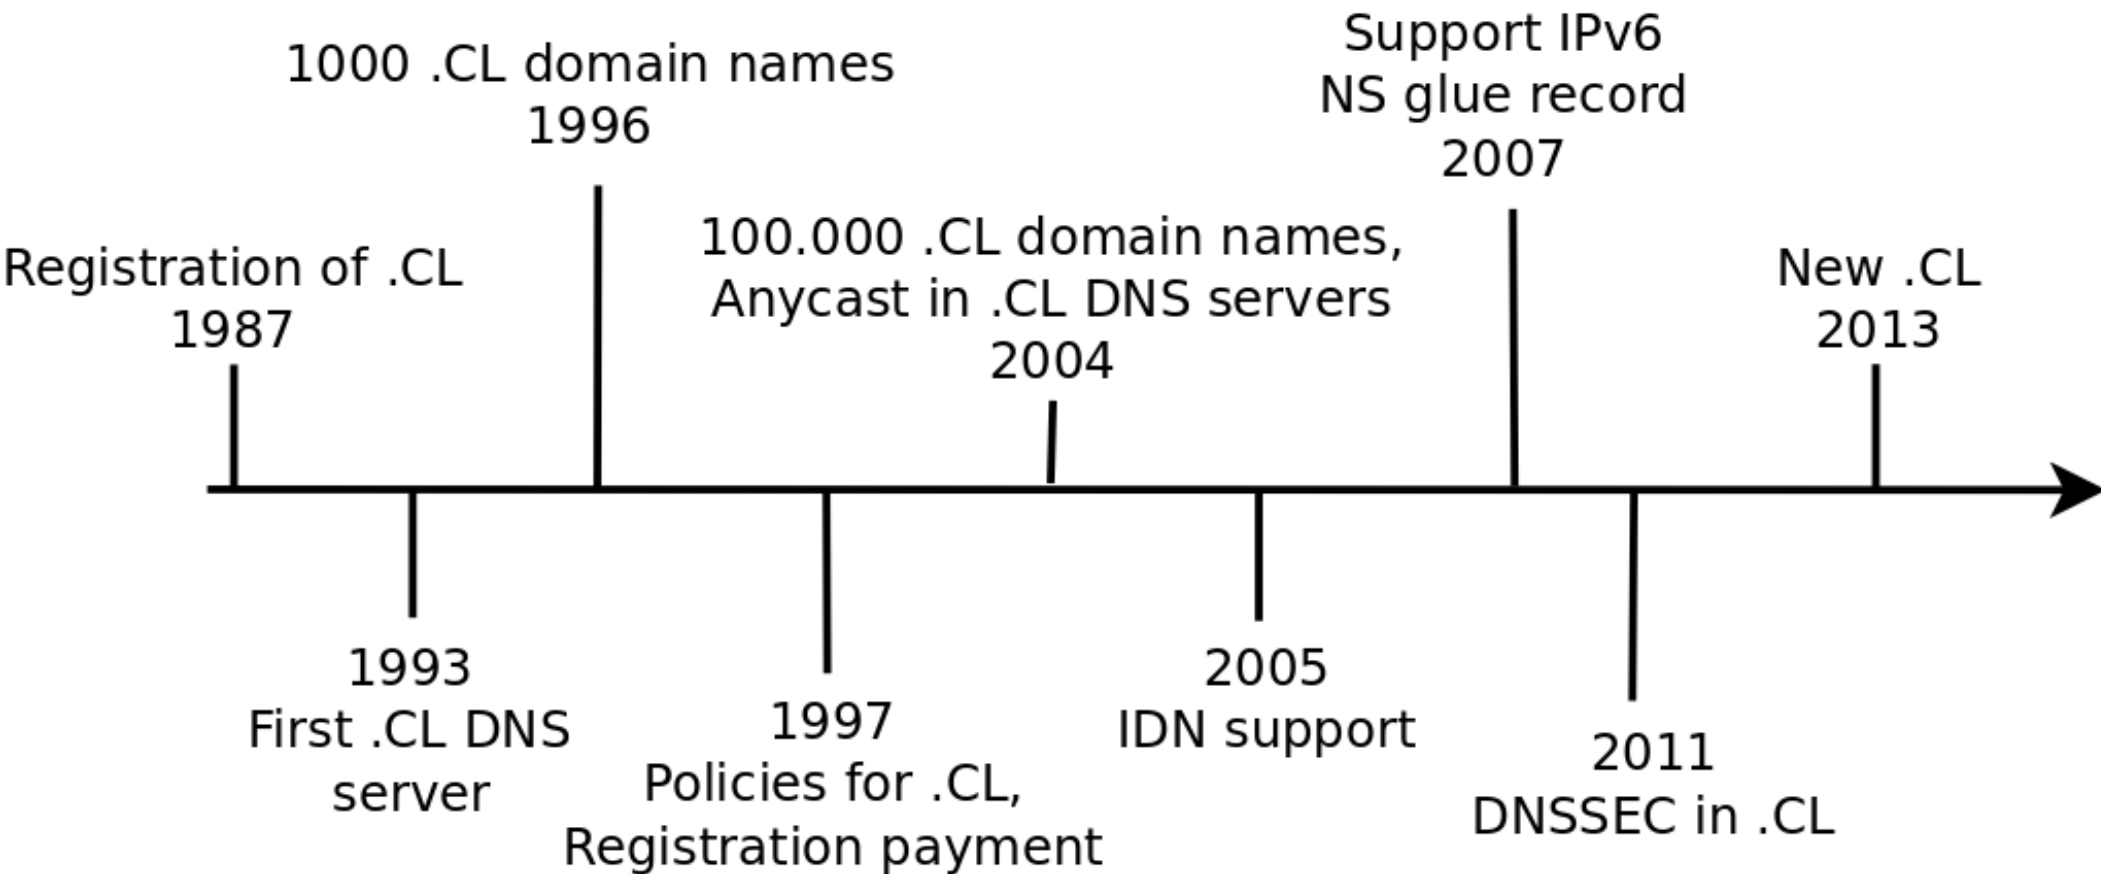 Registration of .CL
1987
1993
First .CL DNS
server
1000 .CL domain names
1996
1997
Policies for .CL,
Registration payment
100.000 .CL domain names,
Anycast in .CL DNS servers
2004
2005
IDN support
Support IPv6
NS glue record
2007
2011
DNSSEC in .CL
New .CL
2013